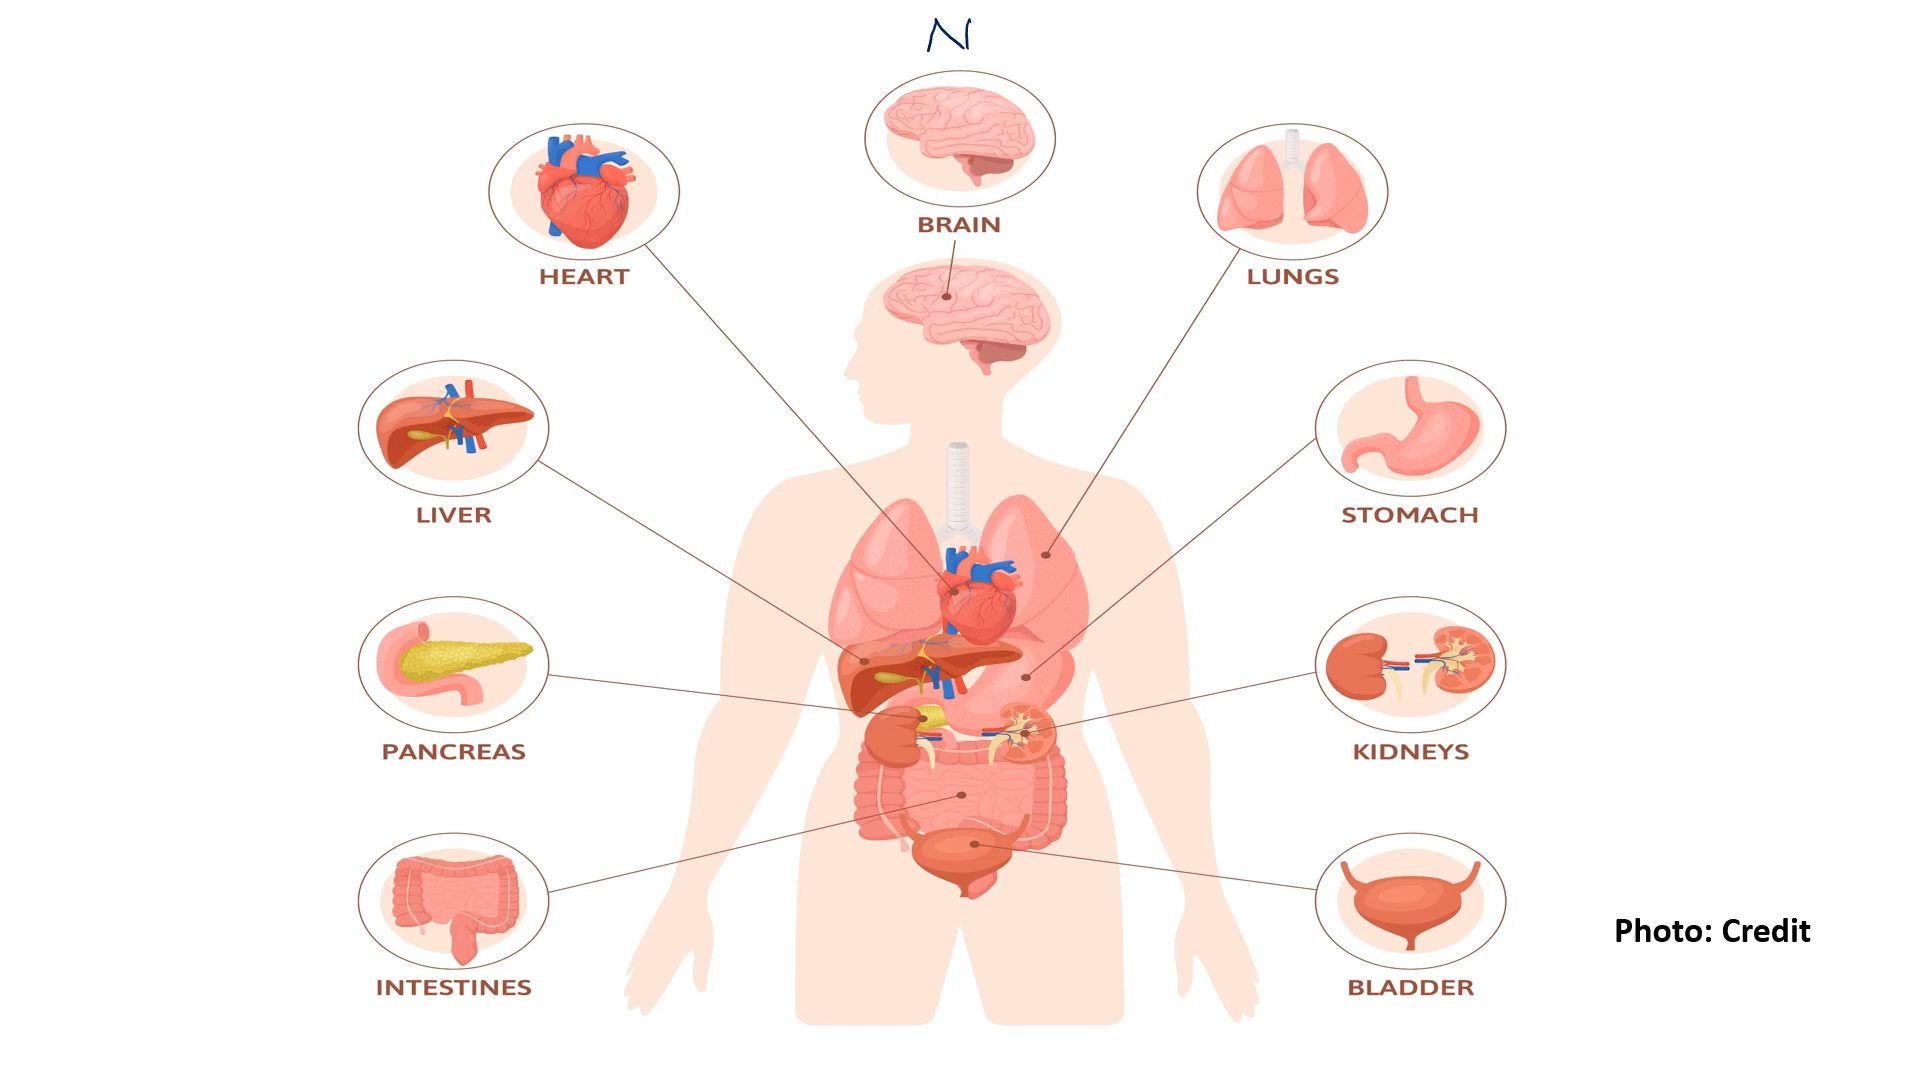 N
BRAIN
HEART
LUNGS
LIVER
STOMACH
PANCREAS
KIDNEYS
INTESTINES
BLADDER
Photo: Credit